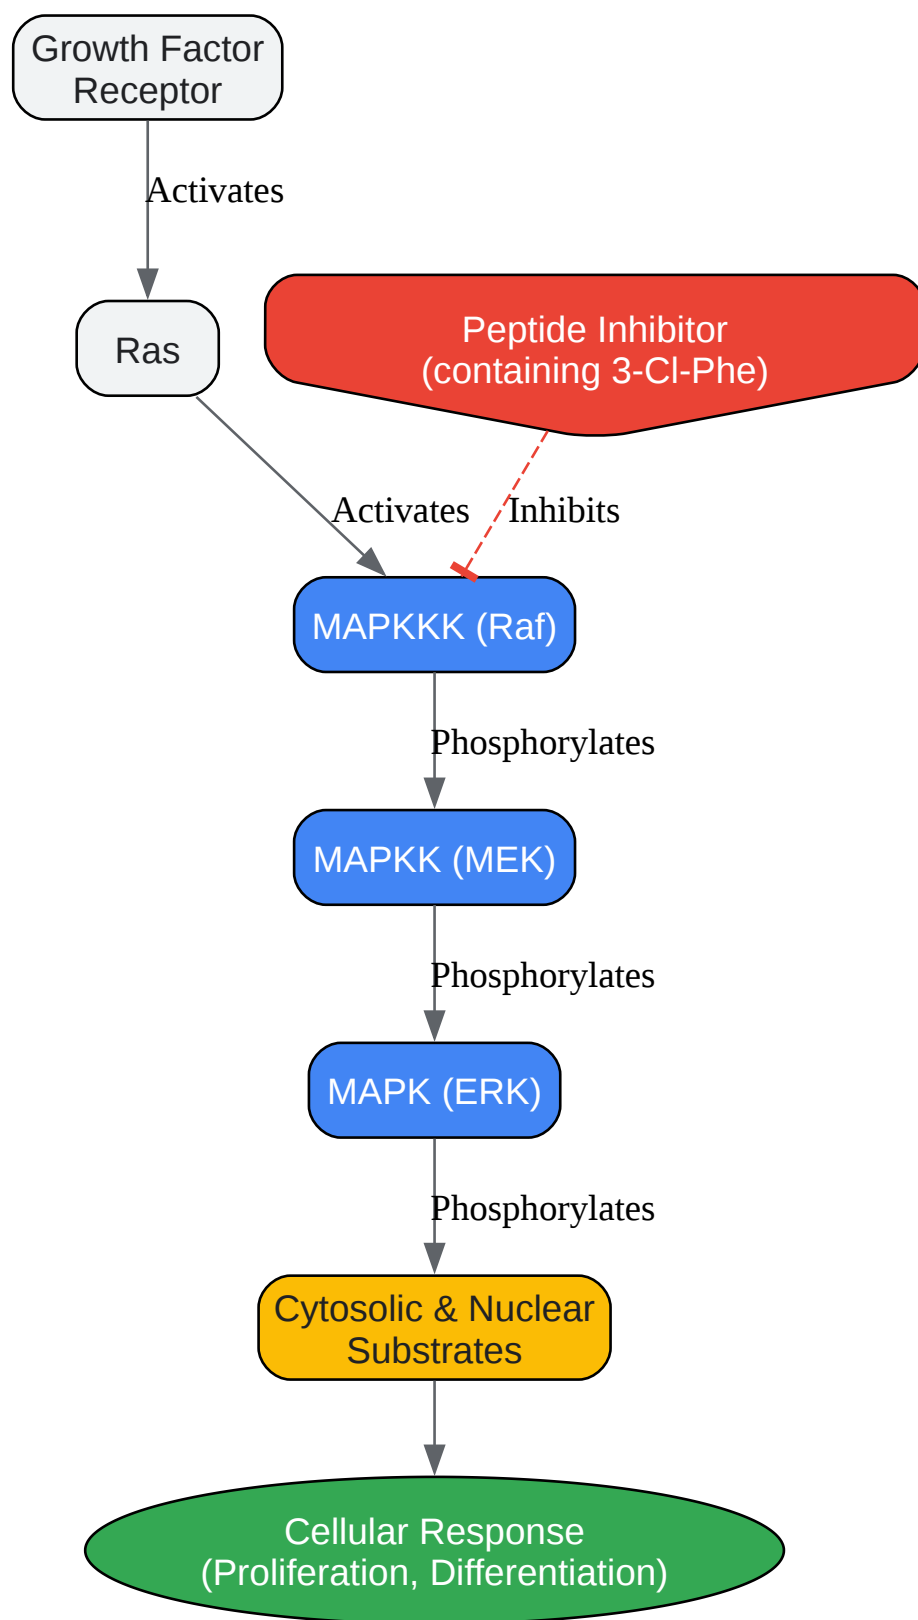 Growth Factor
Receptor
Activates
Ras
Peptide Inhibitor
(containing 3-Cl-Phe)
Activates
Inhibits
MAPKKK (Raf)
Phosphorylates
MAPKK (MEK)
Phosphorylates
MAPK (ERK)
Phosphorylates
Cytosolic & Nuclear
Substrates
Cellular Response
(Proliferation, Differentiation)